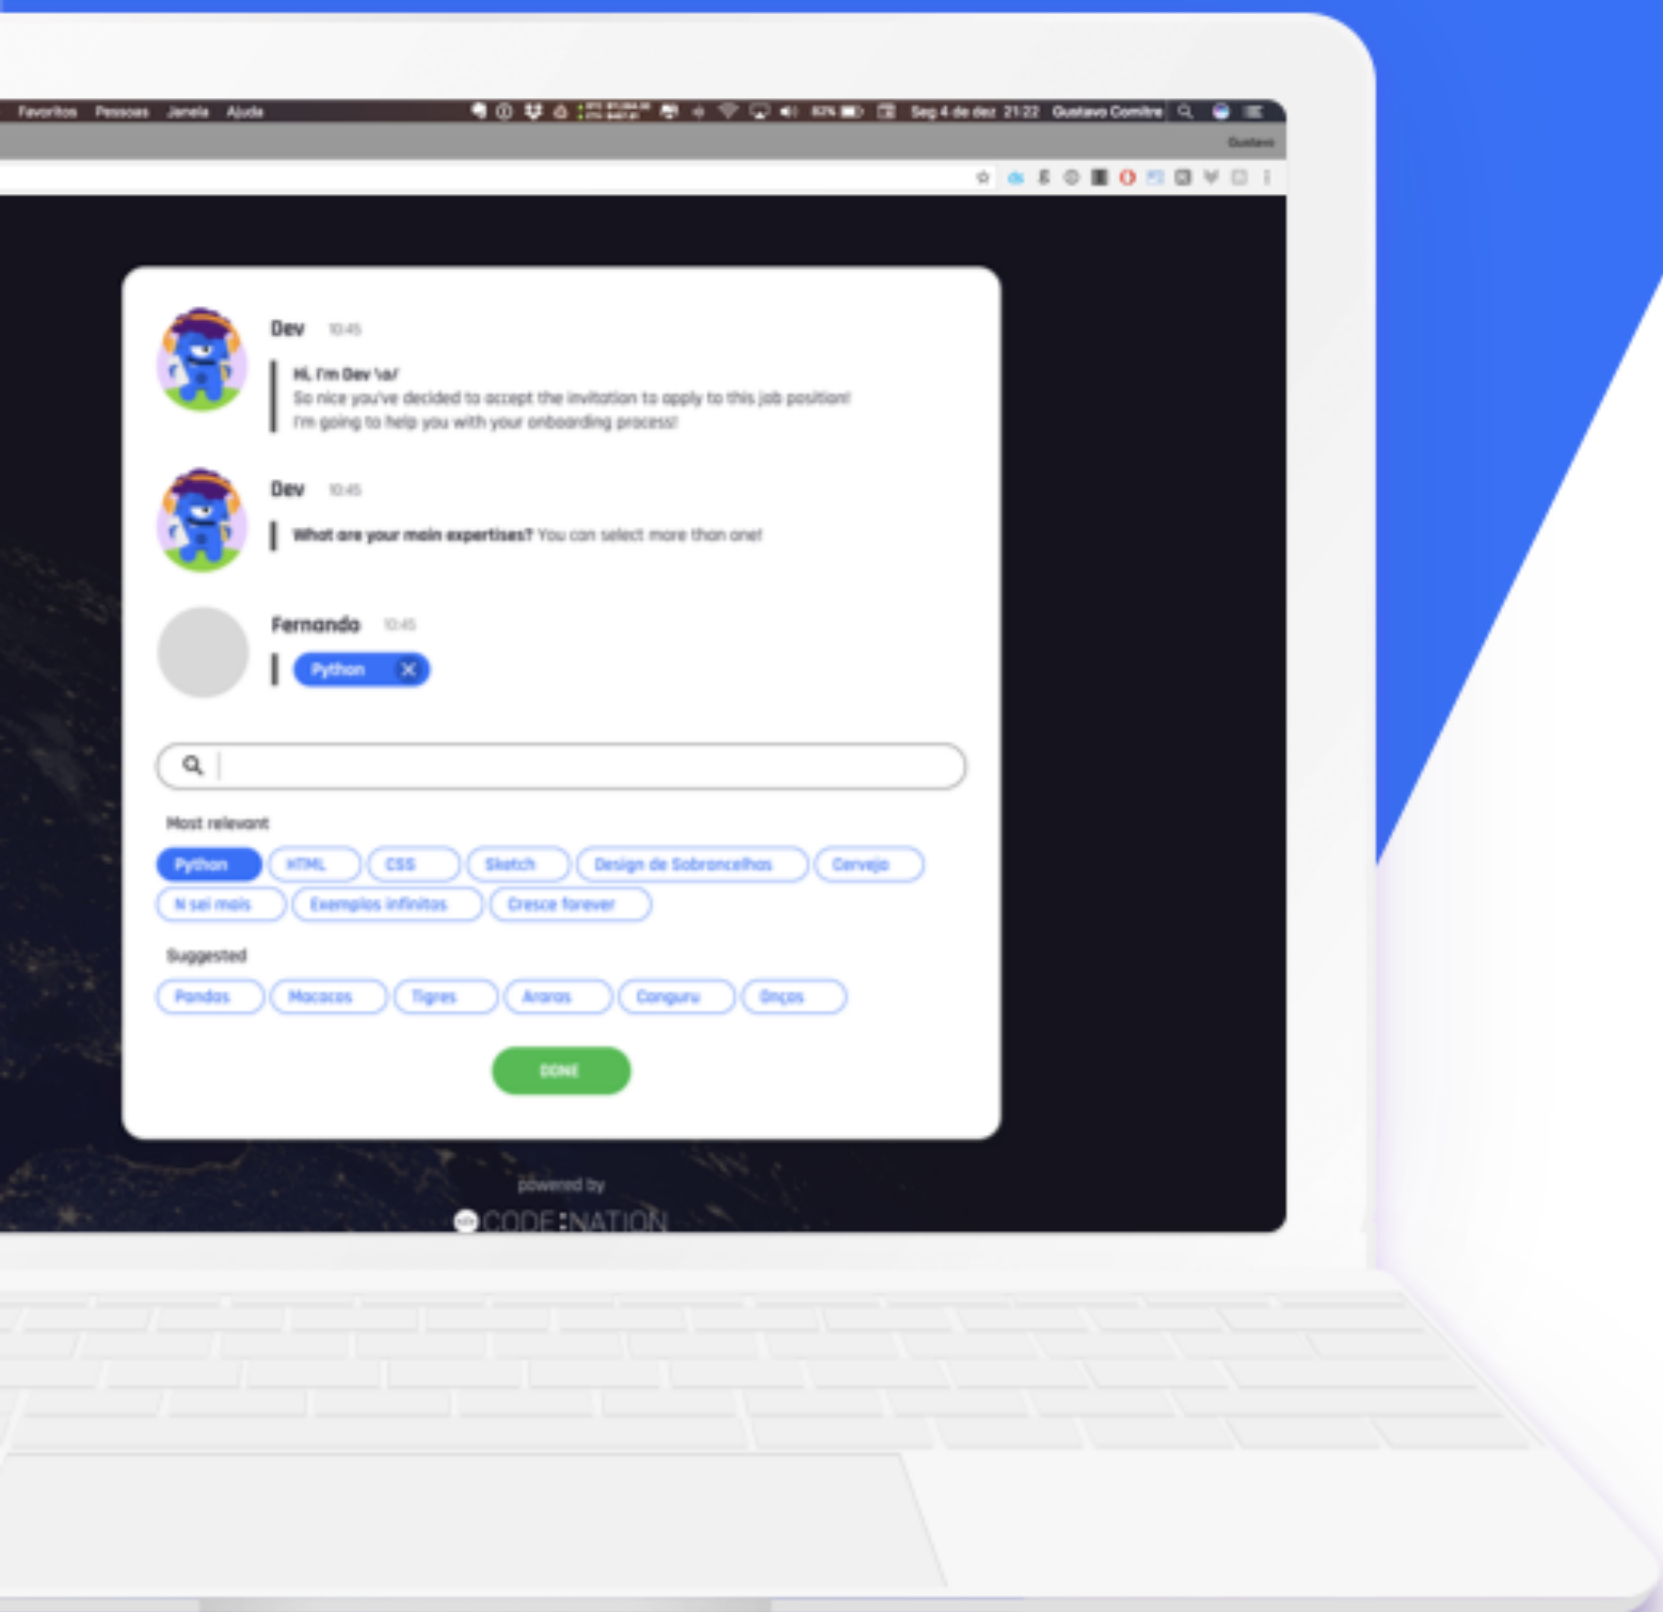 Favoritos Pessoas Janela Ajuda 82% Seg 4 de dez 21:22 Gustavo Comitre
Gustavo
Dev 10:45
Hi, I'm Dev \o/
So nice you've decided to accept the invitation to apply to this job position!
I'm going to help you with your onboarding process!
Dev 10:45
What are your main expertises? You can select more than one!
Fernando 10:45
Python
Most relevant
Python HTML CSS Sketch Design de Sobrancelhas Cerveja
N sei mais Exemplos infinitos Cresce forever
Suggested
Pandas Macacos Tigres Araras Canguru Onças
DONE
powered by
CODE:NATION